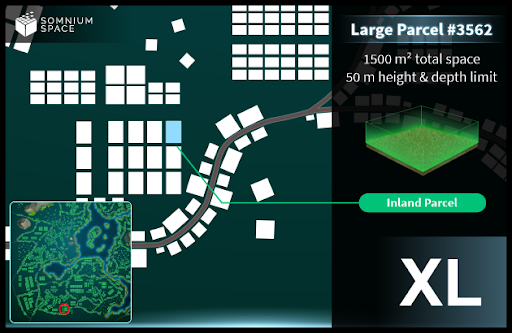 SOMNIUM
SPACE
Large Parcel #3562
1500 m² total space
50 m height & depth limit
Inland Parcel
XL